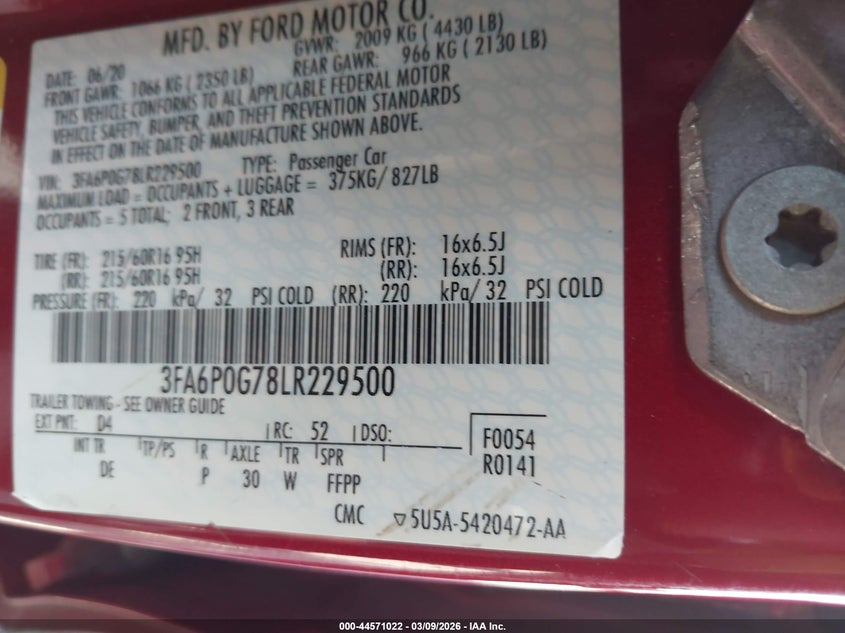 MFD. BY FORD MOTOR CO.
DATE: 06/20 GVWR: 2009 KG ( 4430 LB)
FRONT GAWR: 1066 KG ( 2350 LB) REAR GAWR: 966 KG ( 2130 LB)
THIS VEHICLE CONFORMS TO ALL APPLICABLE FEDERAL MOTOR
VEHICLE SAFETY, BUMPER, AND THEFT PREVENTION STANDARDS
IN EFFECT ON THE DATE OF MANUFACTURE SHOWN ABOVE.
VIN: 3FA6P0G78LR229500 TYPE: Passenger Car
MAXIMUM LOAD = OCCUPANTS + LUGGAGE = 375KG/ 827LB
OCCUPANTS = 5 TOTAL; 2 FRONT, 3 REAR
TIRE (FR): 215/60R16 95H RIMS (FR): 16x6.5J
(RR): 215/60R16 95H (RR): 16x6.5J
PRESSURE (FR): 220 kPa/ 32 PSI COLD (RR): 220 kPa/ 32 PSI COLD
3FA6P0G78LR229500
TRAILER TOWING - SEE OWNER GUIDE
EXT PNT: D4 RC: 52 DSO: F0054
INT TR TP/PS R AXLE TR SPR R0141
DE P 30 W FFPP
CMC ▽5U5A-5420472-AA
000-44571022 — 03/09/2026 — IAA Inc.